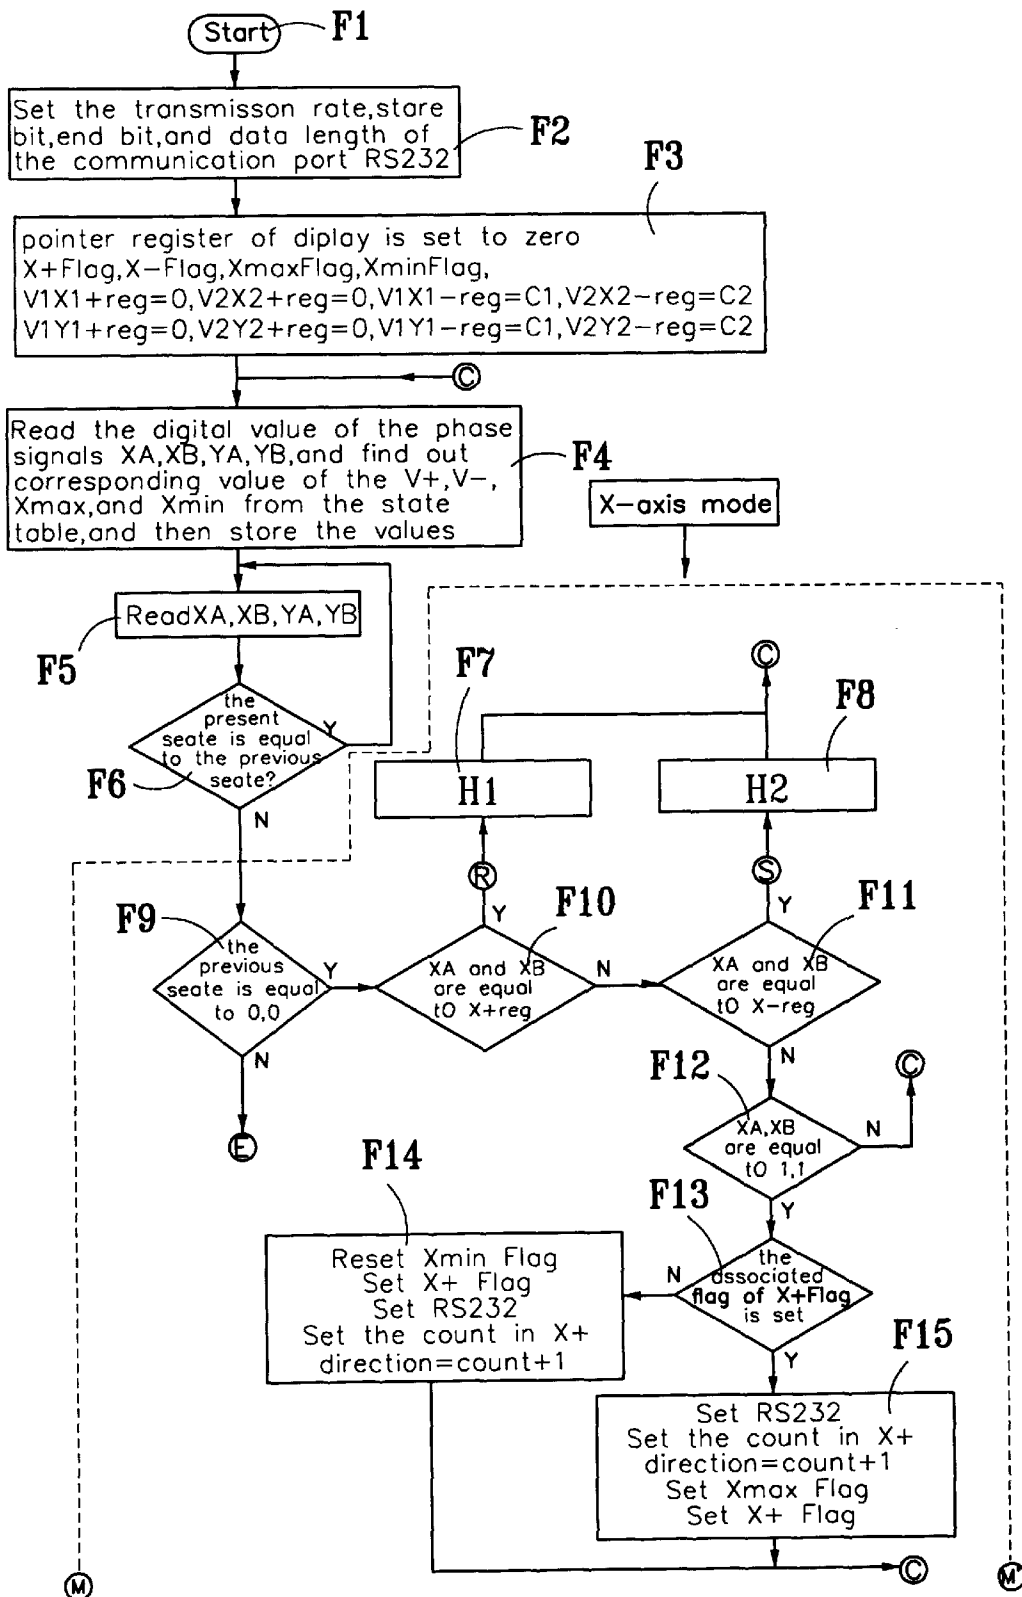 Start
F1
Set the transmisson rate,stare
bit,end bit,and data length of
the communication port RS232
F2
F3
pointer register of diplay is set to zero
X+Flag,X-Flag,XmaxFlag,XminFlag,
V1X1+reg=0,V2X2+reg=0,V1X1-reg=C1,V2X2-reg=C2
V1Y1+reg=0,V2Y2+reg=0,V1Y1-reg=C1,V2Y2-reg=C2
C
Read the digital value of the phase
signals XA,XB,YA,YB,and find out
corresponding value of the V+,V-,
Xmax,and Xmin from the state
table,and then store the values
F4
X-axis mode
ReadXA,XB,YA,YB
F5
the
present
seate is equal
to the previous
seate?
Y
F6
N
F7
C
F8
H1
H2
R
S
F9
the
previous
seate is equal
to 0,0
Y
N
E
F10
Y
XA and XB
are equal
to X+reg
N
F11
Y
XA and XB
are equal
to X-reg
N
F12
XA,XB
are equal
to 1,1
N
C
Y
F13
the
dssociated
flag of X+Flag
is set
N
Y
F14
Reset Xmin Flag
Set X+ Flag
Set RS232
Set the count in X+
direction=count+1
F15
Set RS232
Set the count in X+
direction=count+1
Set Xmax Flag
Set X+ Flag
C
M
M'